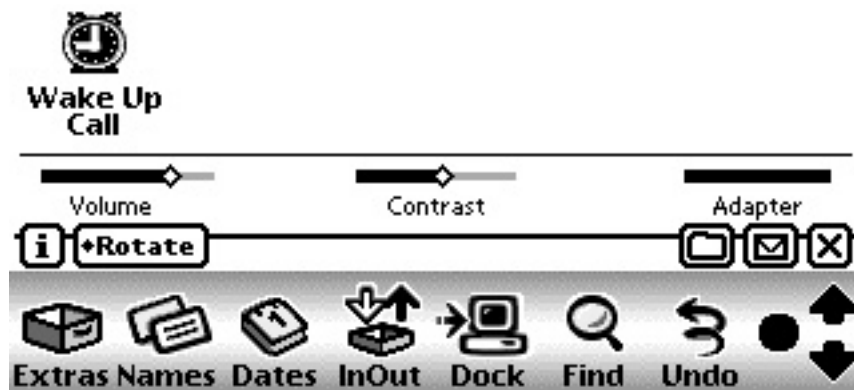 Wake Up
Call
Volume Contrast Adapter
i ◆Rotate
Extras Names Dates InOut Dock Find Undo